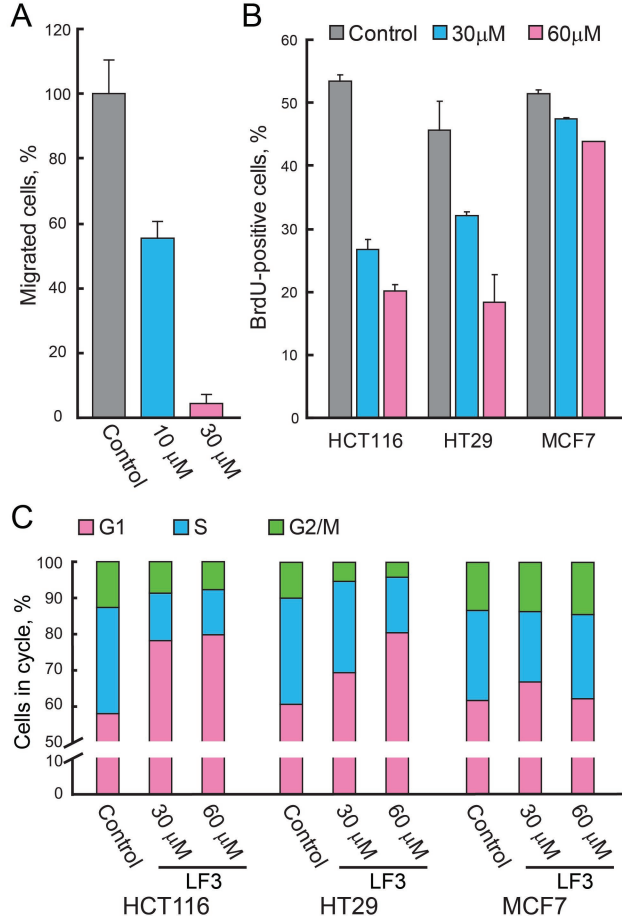 A
Migrated cells, %
120
100
80
60
40
20
0
Control
10 µM
30 µM
B
Control 30µM 60µM
BrdU-positive cells, %
60
50
40
30
20
10
0
HCT116 HT29 MCF7
C
G1 S G2/M
Cells in cycle, %
100
90
80
70
60
50
10
0
Control 30 µM 60 µM Control 30 µM 60 µM Control 30 µM 60 µM
LF3 LF3 LF3
HCT116 HT29 MCF7